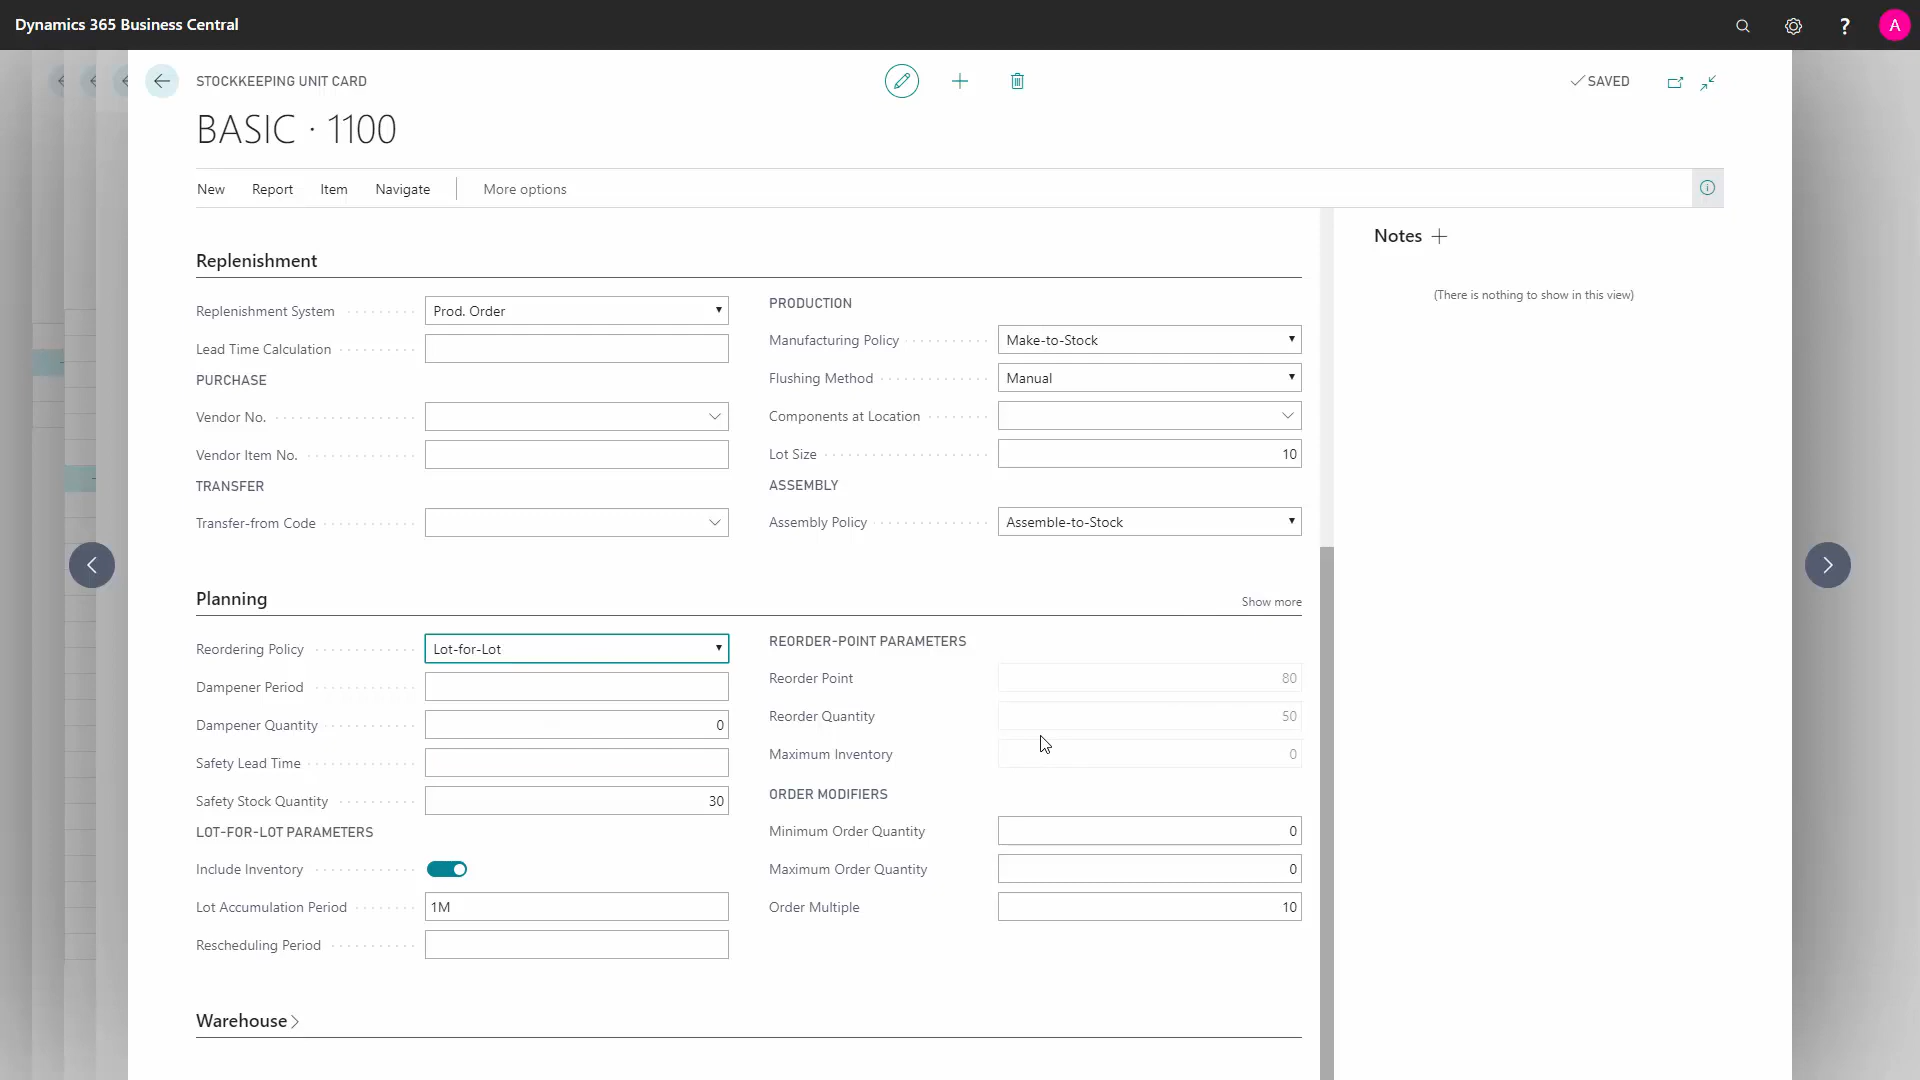 Dynamics 365 Business Central
?
A
STOCKKEEPING UNIT CARD
SAVED
BASIC · 1100
New Report Item Navigate More options
Replenishment
Replenishment System Prod. Order
Lead Time Calculation
PURCHASE
Vendor No.
Vendor Item No.
TRANSFER
Transfer-from Code
PRODUCTION
Manufacturing Policy Make-to-Stock
Flushing Method Manual
Components at Location
Lot Size 10
ASSEMBLY
Assembly Policy Assemble-to-Stock
Planning
Show more
Reordering Policy Lot-for-Lot
Dampener Period
Dampener Quantity 0
Safety Lead Time
Safety Stock Quantity 30
LOT-FOR-LOT PARAMETERS
Include Inventory
Lot Accumulation Period 1M
Rescheduling Period
REORDER-POINT PARAMETERS
Reorder Point 80
Reorder Quantity 50
Maximum Inventory 0
ORDER MODIFIERS
Minimum Order Quantity 0
Maximum Order Quantity 0
Order Multiple 10
Warehouse
Notes
(There is nothing to show in this view)